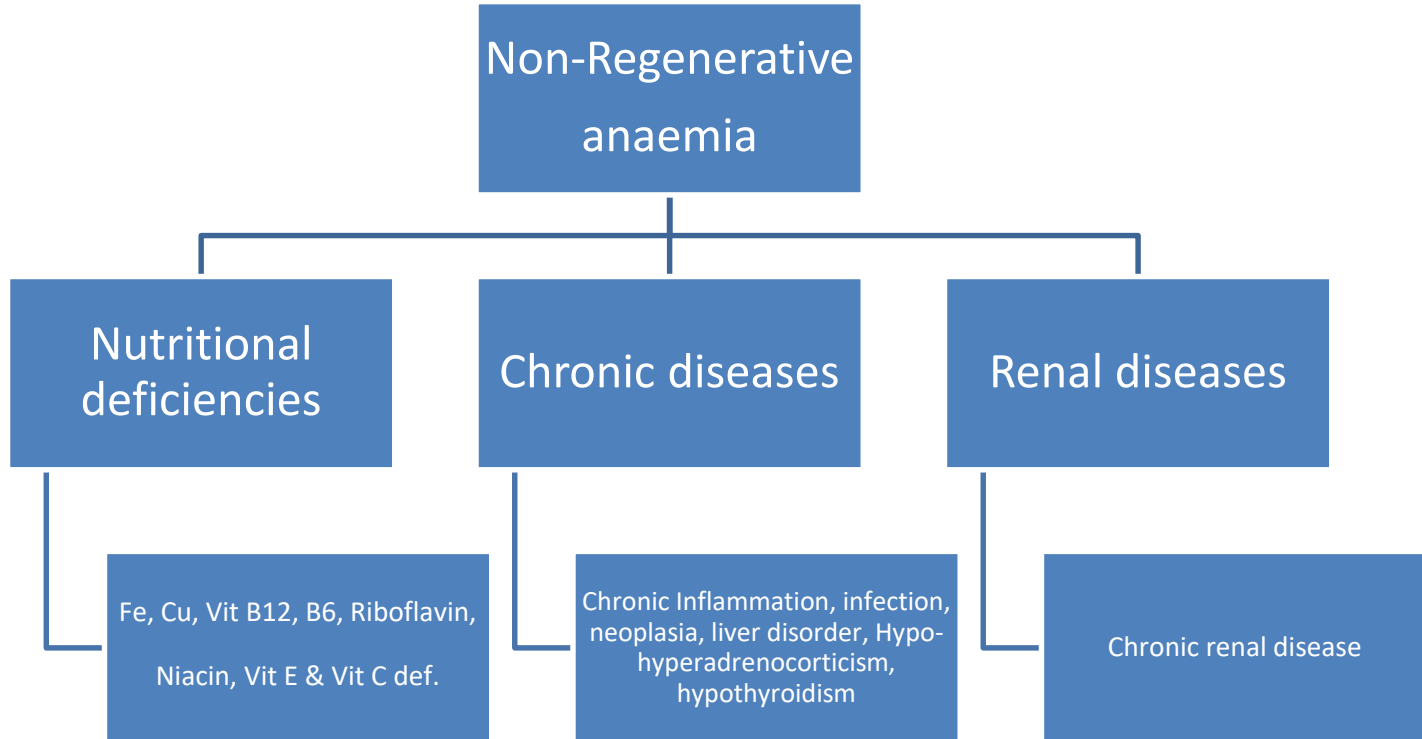 Non-Regenerative
anaemia
Nutritional
deficiencies
Chronic diseases
Renal diseases
Fe, Cu, Vit B12, B6, Riboflavin,
Niacin, Vit E & Vit C def.
Chronic Inflammation, infection,
neoplasia, liver disorder, Hypo-
hyperadrenocorticism,
hypothyroidism
Chronic renal disease